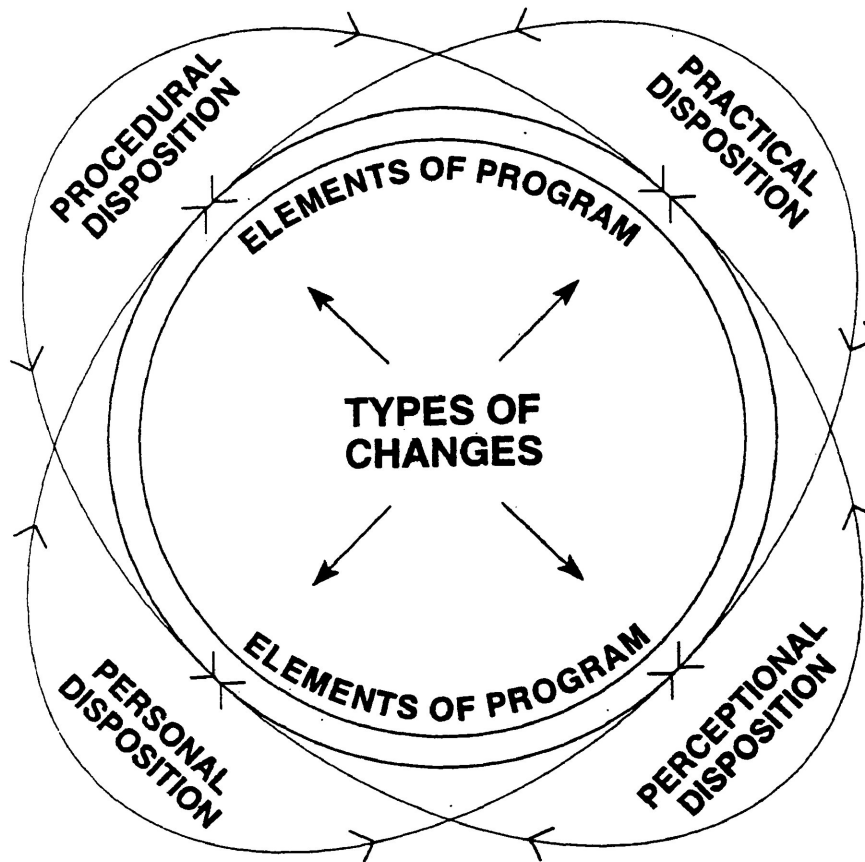 PROCEDURAL
DISPOSITION
PRACTICAL
DISPOSITION
ELEMENTS OF PROGRAM
TYPES OF
CHANGES
ELEMENTS OF PROGRAM
PERSONAL
DISPOSITION
PERCEPTIONAL
DISPOSITION